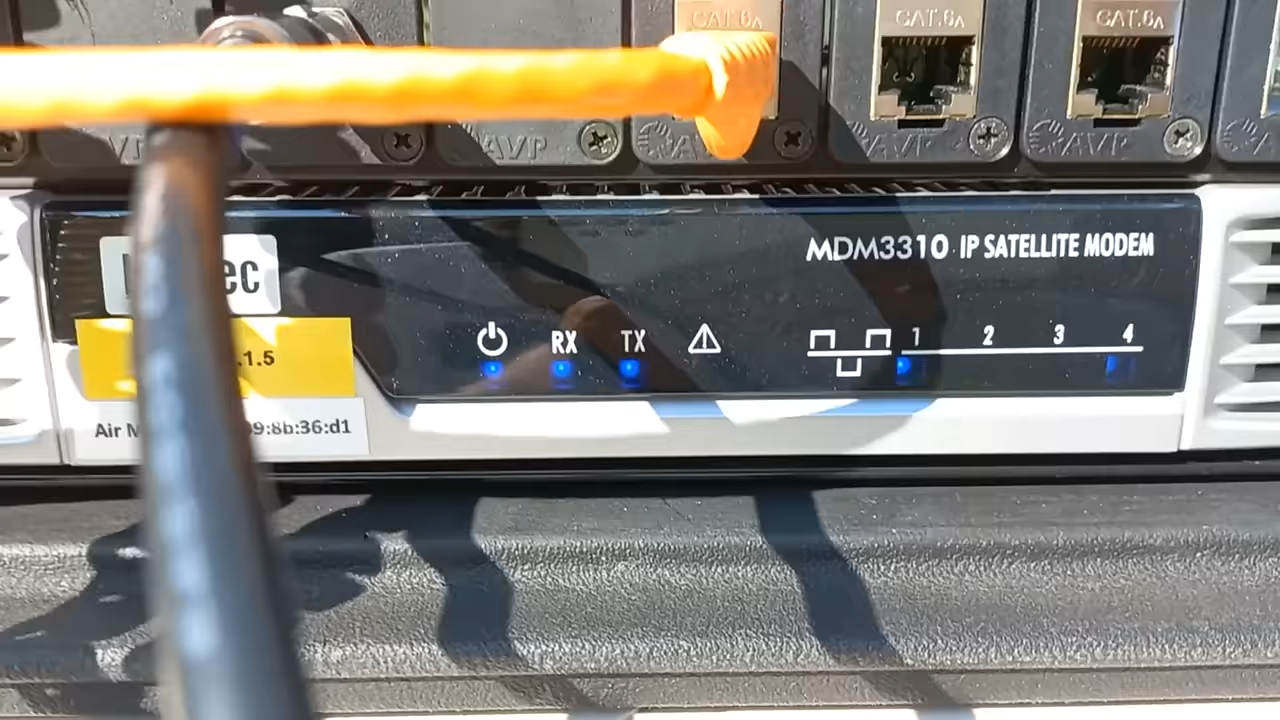 CAT.6A
CAT.6A
CAT.6A
AVP
AVP
AVP
MDM3310 IP SATELLITE MODEM
ec
.1.5
RX
TX
1
2
3
4
Air
9:8b:36:d1